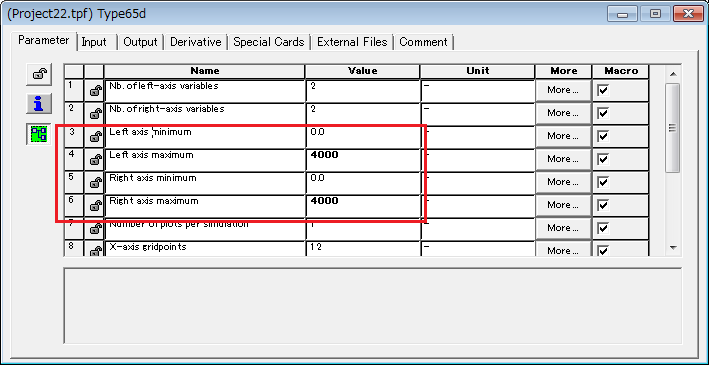 (Project22.tpf) Type65d
Parameter Input Output Derivative Special Cards External Files Comment
Name Value Unit More Macro
1 Nb. of left-axis variables 2 - More...
2 Nb. of right-axis variables 2 - More...
3 Left axis minimum 0.0 - More...
4 Left axis maximum 4000 - More...
5 Right axis minimum 0.0 - More...
6 Right axis maximum 4000 - More...
7 Number of plots per simulation 1 - More...
8 X-axis gridpoints 12 - More...